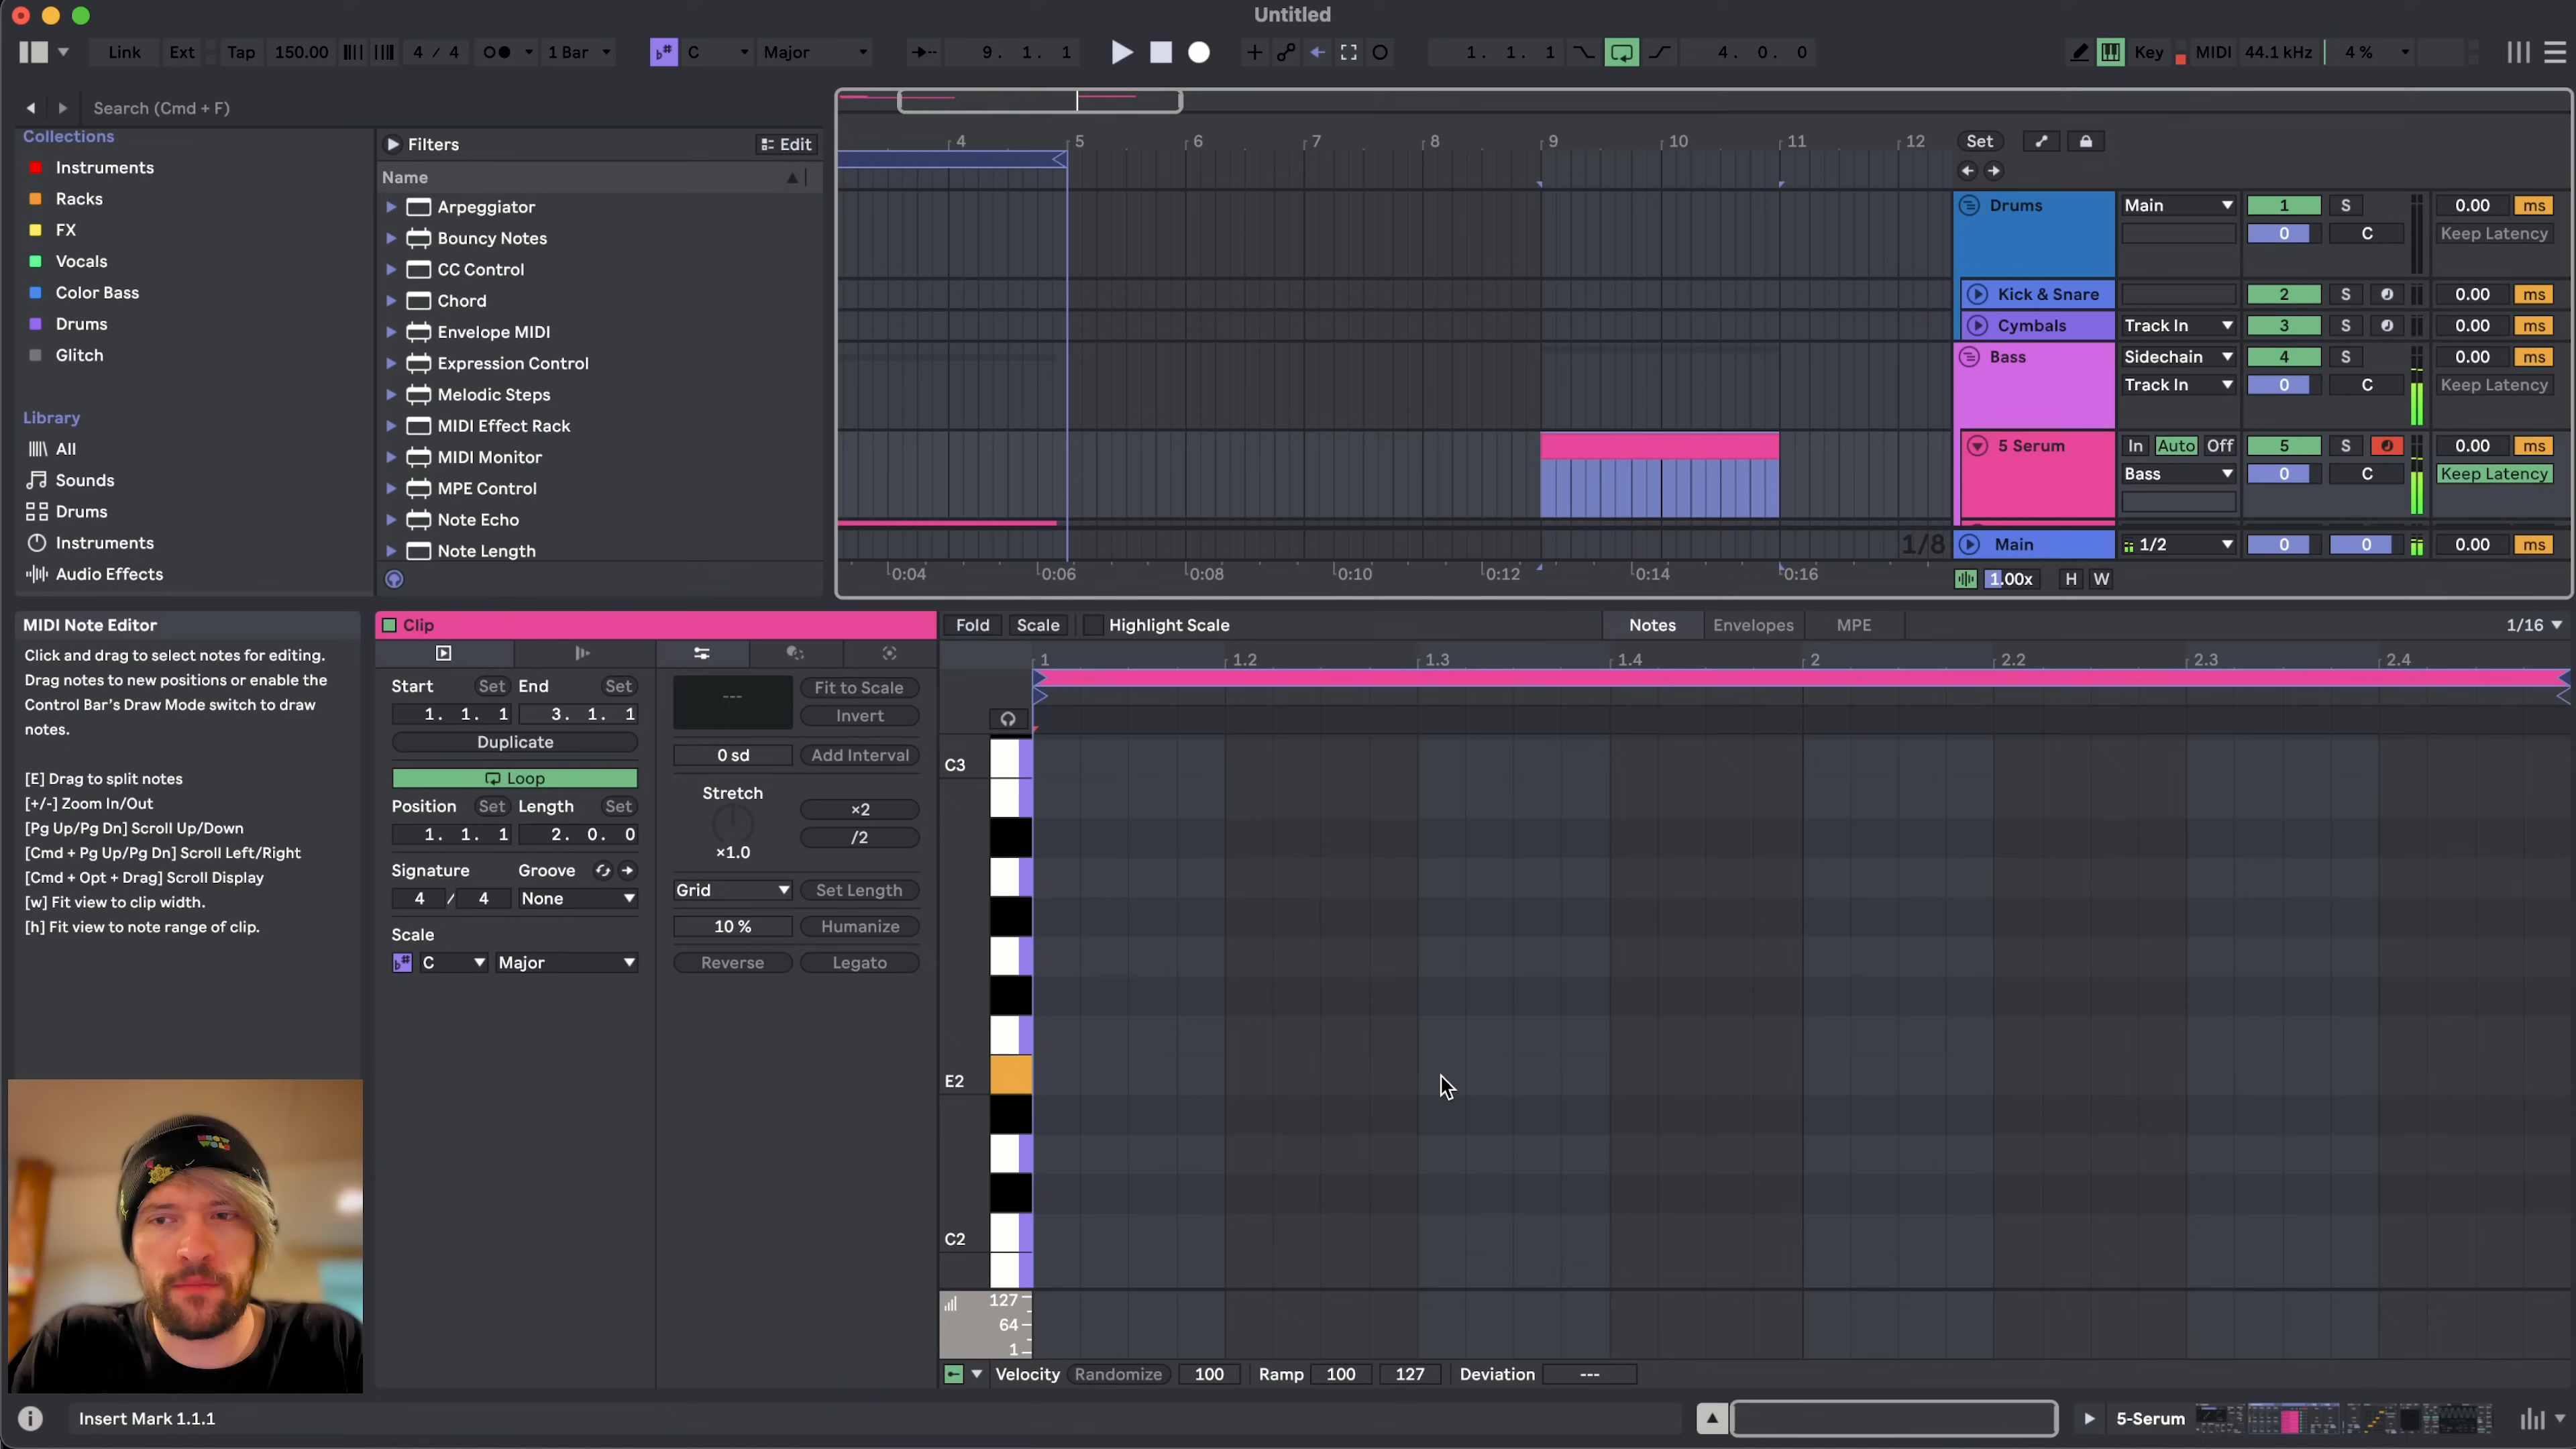 Untitled
Link Ext Tap 150.00 4 / 4 1 Bar C Major 9. 1. 1 1. 1. 1 4. 0. 0 Key MIDI 44.1 kHz 4 %
Search (Cmd + F)
Collections
Instruments
Racks
FX
Vocals
Color Bass
Drums
Glitch
Library
All
Sounds
Drums
Instruments
Audio Effects
Filters Edit
Name
Arpeggiator
Bouncy Notes
CC Control
Chord
Envelope MIDI
Expression Control
Melodic Steps
MIDI Effect Rack
MIDI Monitor
MPE Control
Note Echo
Note Length
4 5 6 7 8 9 10 11 12
Set
Drums Main 1 S 0.00 ms
0 C Keep Latency
Kick & Snare 2 S 0.00 ms
Cymbals Track In 3 S 0.00 ms
Bass Sidechain 4 S 0.00 ms
Track In 0 C Keep Latency
5 Serum In Auto Off 5 S 0.00 ms
Bass 0 C Keep Latency
1/8 Main 1/2 0 0 0.00 ms
0:04 0:06 0:08 0:10 0:12 0:14 0:16
1.00x H W
MIDI Note Editor
Click and drag to select notes for editing.
Drag notes to new positions or enable the
Control Bar's Draw Mode switch to draw
notes.
[E] Drag to split notes
[+/-] Zoom In/Out
[Pg Up/Pg Dn] Scroll Up/Down
[Cmd + Pg Up/Pg Dn] Scroll Left/Right
[Cmd + Opt + Drag] Scroll Display
[w] Fit view to clip width.
[h] Fit view to note range of clip.
Clip
Start Set End Set
1. 1. 1 3. 1. 1
Duplicate
Loop
Position Set Length Set
1. 1. 1 2. 0. 0
Signature Groove
4 / 4 None
Scale
C Major
--- Fit to Scale
Invert
0 sd Add Interval
Stretch
×2
/2
×1.0
Grid Set Length
10 % Humanize
Reverse Legato
Fold Scale Highlight Scale Notes Envelopes MPE 1/16
1 1.2 1.3 1.4 2 2.2 2.3 2.4
C3
E2
C2
127
64
1
Velocity Randomize 100 Ramp 100 127 Deviation ---
Insert Mark 1.1.1
5-Serum